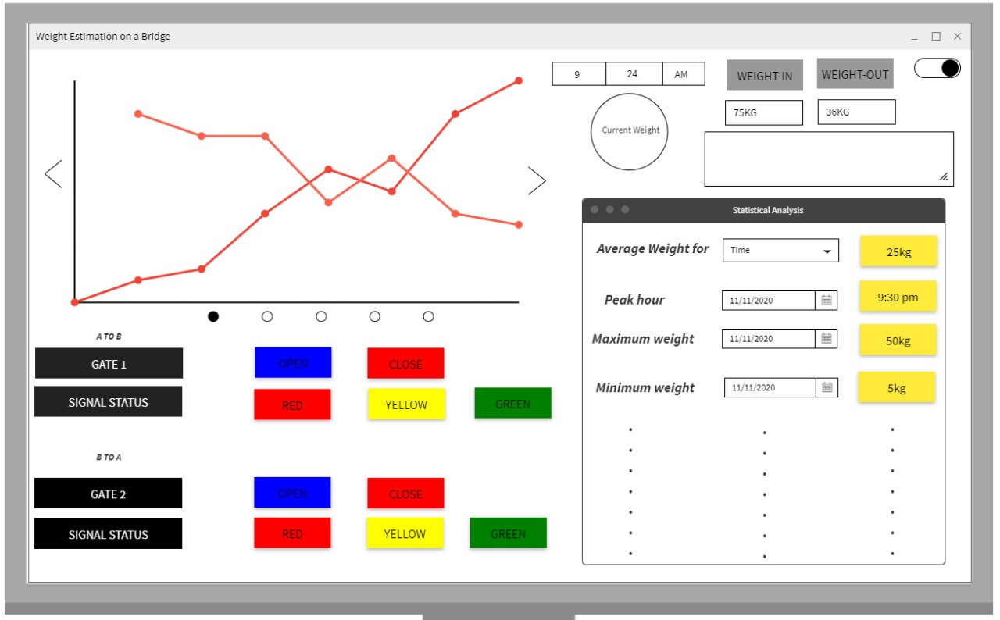 Weight Estimation on a Bridge
9 24 AM
WEIGHT-IN WEIGHT-OUT
75KG 36KG
Current Weight
Statistical Analysis
Average Weight for Time 25kg
Peak hour 11/11/2020 9:30 pm
Maximum weight 11/11/2020 50kg
Minimum weight 11/11/2020 5kg
A TO B
GATE 1 OPEN CLOSE
SIGNAL STATUS RED YELLOW GREEN
B TO A
GATE 2 OPEN CLOSE
SIGNAL STATUS RED YELLOW GREEN